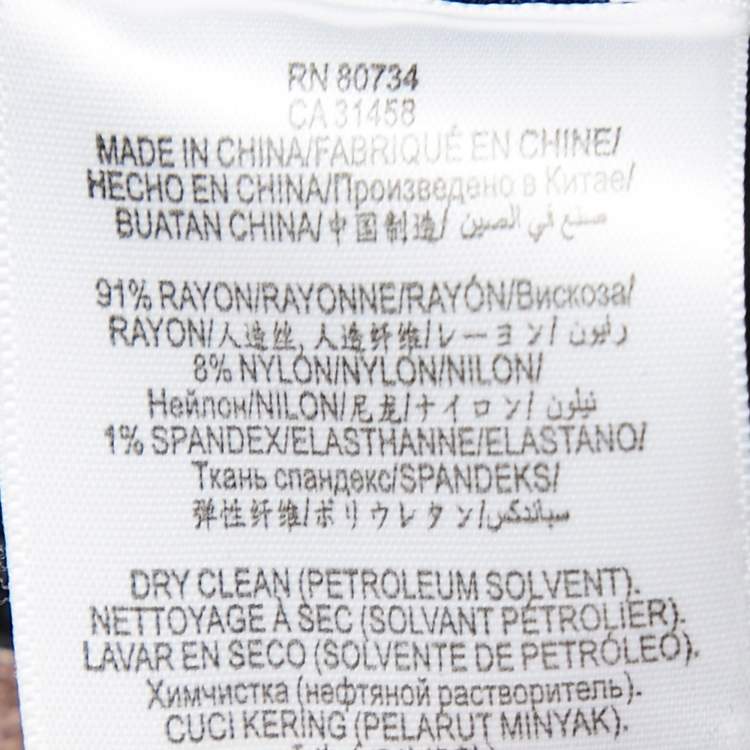 RN 80734
CA 31458
MADE IN CHINA/FABRIQUÉ EN CHINE/
HECHO EN CHINA/Произведено в Китае/
BUATAN CHINA/中国制造/ صنع في الصين
91% RAYON/RAYONNE/RAYÓN/Вискоза/
RAYON/人造丝, 人造纤维/レーヨン/ رايون
8% NYLON/NYLON/NILON/
Нейлон/NILON/尼龙/ナイロン/ نيلون
1% SPANDEX/ELASTHANNE/ELASTANO/
Ткань спандекс/SPANDEKS/
弹性纤维/ポリウレタン/سباندكس
DRY CLEAN (PETROLEUM SOLVENT).
NETTOYAGE À SEC (SOLVANT PÉTROLIER).
LAVAR EN SECO (SOLVENTE DE PETRÓLEO).
Химчистка (нефтяной растворитель).
CUCI KERING (PELARUT MINYAK).